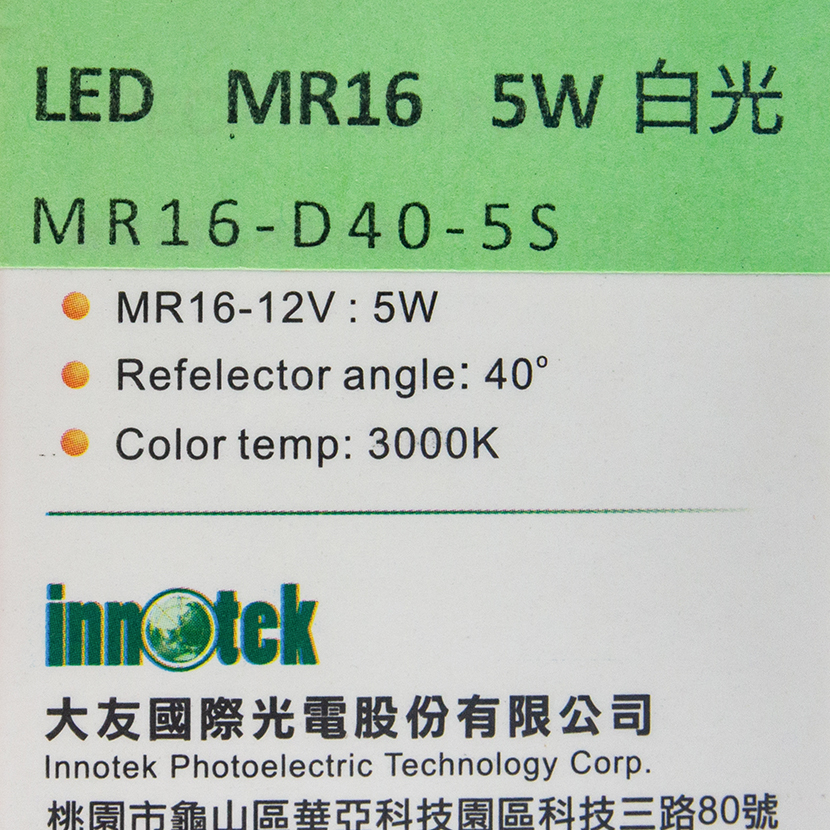 LED MR16 5W 白光
MR16-D40-5S
MR16-12V : 5W
Refelector angle: 40°
Color temp: 3000K
innotek
大友國際光電股份有限公司
Innotek Photoelectric Technology Corp.
桃園市龜山區華亞科技園區科技三路80號